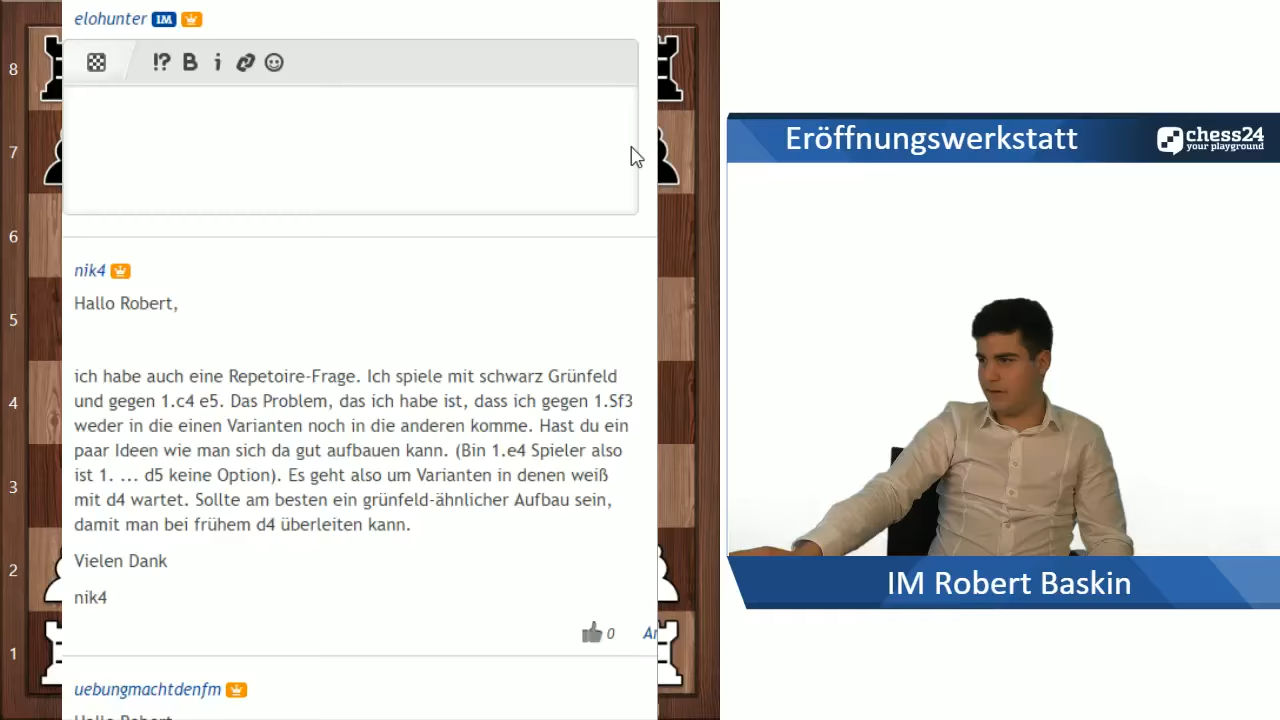 elohunter IM
!? B i
8
7
6
5
4
3
2
1
nik4
Hallo Robert,
ich habe auch eine Repetoire-Frage. Ich spiele mit schwarz Grünfeld
und gegen 1.c4 e5. Das Problem, das ich habe ist, dass ich gegen 1.Sf3
weder in die einen Varianten noch in die anderen komme. Hast du ein
paar Ideen wie man sich da gut aufbauen kann. (Bin 1.e4 Spieler also
ist 1. ... d5 keine Option). Es geht also um Varianten in denen weiß
mit d4 wartet. Sollte am besten ein grünfeld-ähnlicher Aufbau sein,
damit man bei frühem d4 überleiten kann.
Vielen Dank
nik4
0
uebungmachtdenfm
Hallo Robert
Eröffnungswerkstatt
chess24
your playground
IM Robert Baskin